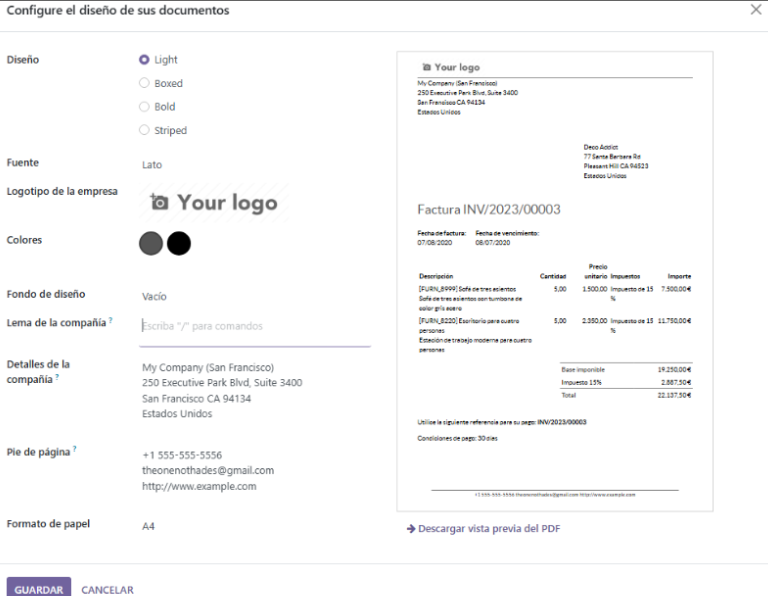 Configure el diseño de sus documentos
Diseño
Light
Boxed
Bold
Striped
Fuente
Lato
Logotipo de la empresa
Your logo
Colores
Fondo de diseño
Vacío
Lema de la compañía ?
Escriba "/" para comandos
Detalles de la
compañía ?
My Company (San Francisco)
250 Executive Park Blvd, Suite 3400
San Francisco CA 94134
Estados Unidos
Pie de página ?
+1 555-555-5556
theonenothades@gmail.com
http://www.example.com
Formato de papel
A4
Your logo
My Company (San Francisco)
250 Executive Park Blvd, Suite 3400
San Francisco CA 94134
Estados Unidos
Deco Addict
77 Santa Barbara Rd
Pleasant Hill CA 94523
Estados Unidos
Factura INV/2023/00003
Fecha de factura: Fecha de vencimiento:
07/08/2020 08/07/2020
Precio
Descripción Cantidad unitario Impuestos Importe
[FURN_8999] Sofá de tres asientos 5,00 1.500,00 Impuesto de 15 7.500,00 €
Sofá de tres asientos con tumbona de %
color gris acero
[FURN_8220] Escritorio para cuatro 5,00 2.350,00 Impuesto de 15 11.750,00 €
personas %
Estación de trabajo moderna para cuatro
personas
Base imponible 19.250,00 €
Impuesto 15% 2.887,50 €
Total 22.137,50 €
Utilice la siguiente referencia para su pago: INV/2023/00003
Condiciones de pago: 30 días
+1 555-555-5556 theonenothades@gmail.com http://www.example.com
Descargar vista previa del PDF
GUARDAR CANCELAR